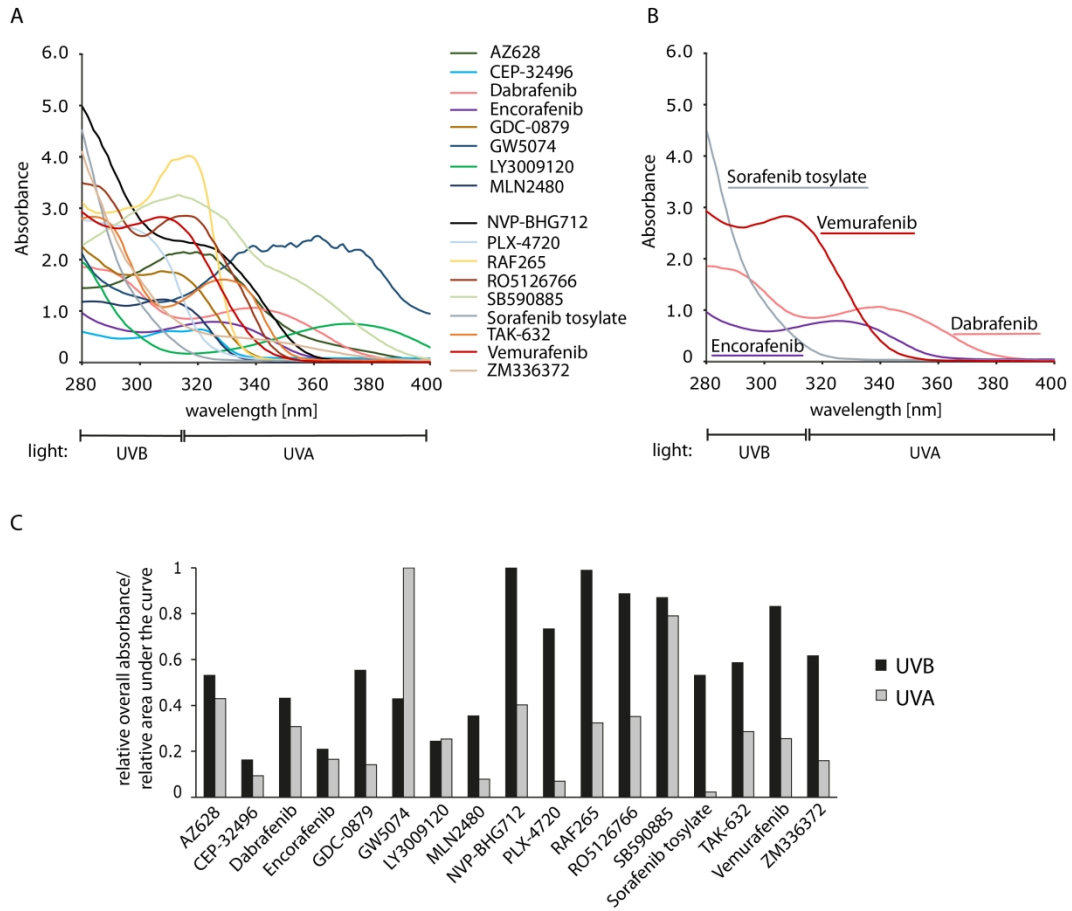 A
6.0
5.0
4.0
3.0
2.0
1.0
0
Absorbance
280
300
320
340
360
380
400
wavelength [nm]
light:
UVB
UVA
AZ628
CEP-32496
Dabrafenib
Encorafenib
GDC-0879
GW5074
LY3009120
MLN2480
NVP-BHG712
PLX-4720
RAF265
RO5126766
SB590885
Sorafenib tosylate
TAK-632
Vemurafenib
ZM336372
B
6.0
5.0
4.0
3.0
2.0
1.0
0
Absorbance
Sorafenib tosylate
Vemurafenib
Dabrafenib
Encorafenib
280
300
320
340
360
380
400
wavelength [nm]
light:
UVB
UVA
C
relative overall absorbance/
relative area under the curve
1
0.8
0.6
0.4
0.2
0
AZ628
CEP-32496
Dabrafenib
Encorafenib
GDC-0879
GW5074
LY3009120
MLN2480
NVP-BHG712
PLX-4720
RAF265
RO5126766
SB590885
Sorafenib tosylate
TAK-632
Vemurafenib
ZM336372
UVB
UVA